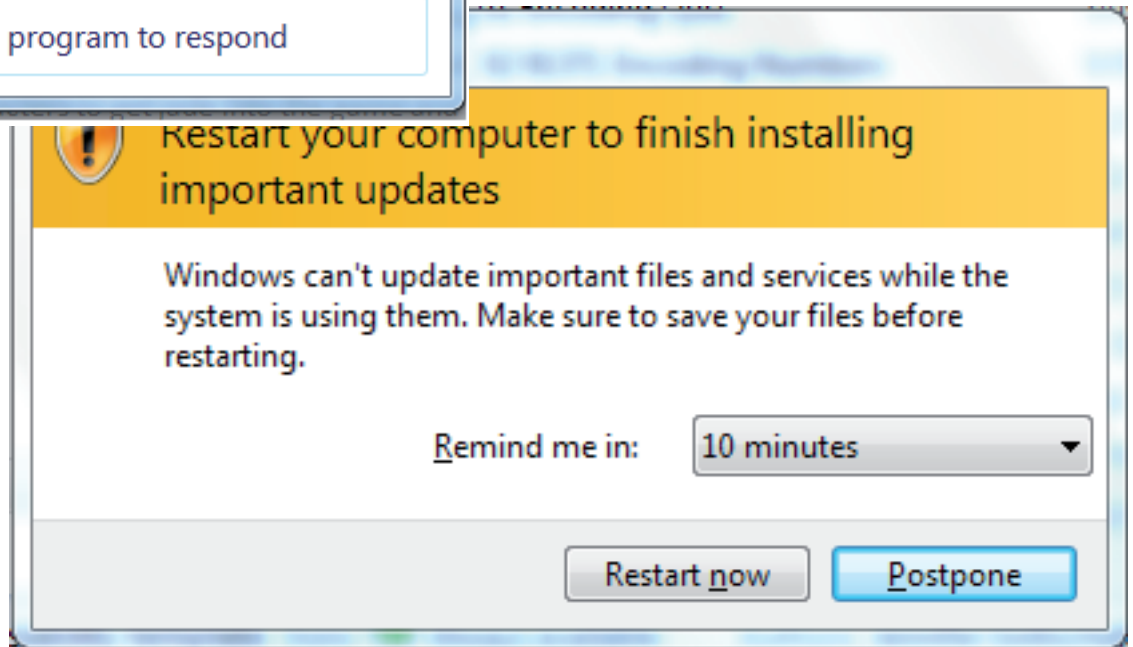 program to respond
Restart your computer to finish installing
important updates
Windows can't update important files and services while the
system is using them. Make sure to save your files before
restarting.
Remind me in: 10 minutes
Restart now Postpone